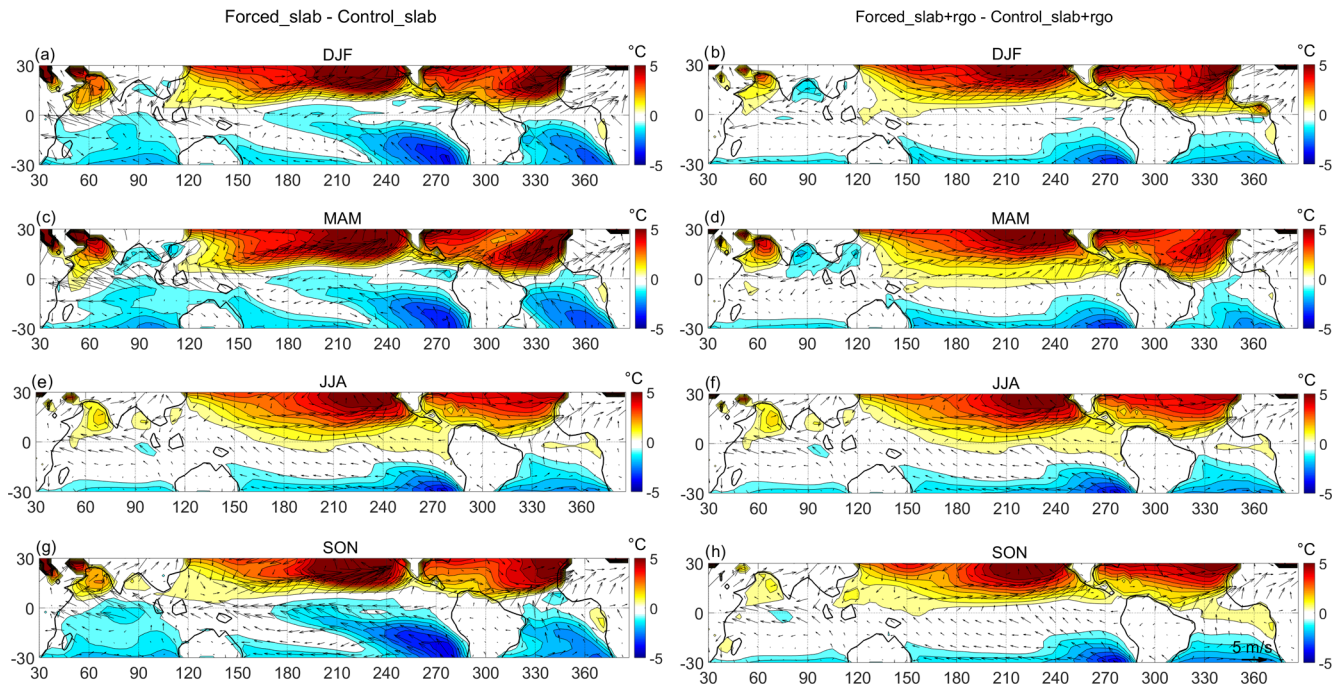 Forced_slab - Control_slab
Forced_slab+rgo - Control_slab+rgo
(a) DJF °C
30 0 -30
30 60 90 120 150 180 210 240 270 300 330 360
5 0 -5
(b) DJF °C
30 0 -30
30 60 90 120 150 180 210 240 270 300 330 360
5 0 -5
(c) MAM °C
30 0 -30
30 60 90 120 150 180 210 240 270 300 330 360
5 0 -5
(d) MAM °C
30 0 -30
30 60 90 120 150 180 210 240 270 300 330 360
5 0 -5
(e) JJA °C
30 0 -30
30 60 90 120 150 180 210 240 270 300 330 360
5 0 -5
(f) JJA °C
30 0 -30
30 60 90 120 150 180 210 240 270 300 330 360
5 0 -5
(g) SON °C
30 0 -30
30 60 90 120 150 180 210 240 270 300 330 360
5 0 -5
(h) SON °C
30 0 -30
5 m/s
30 60 90 120 150 180 210 240 270 300 330 360
5 0 -5